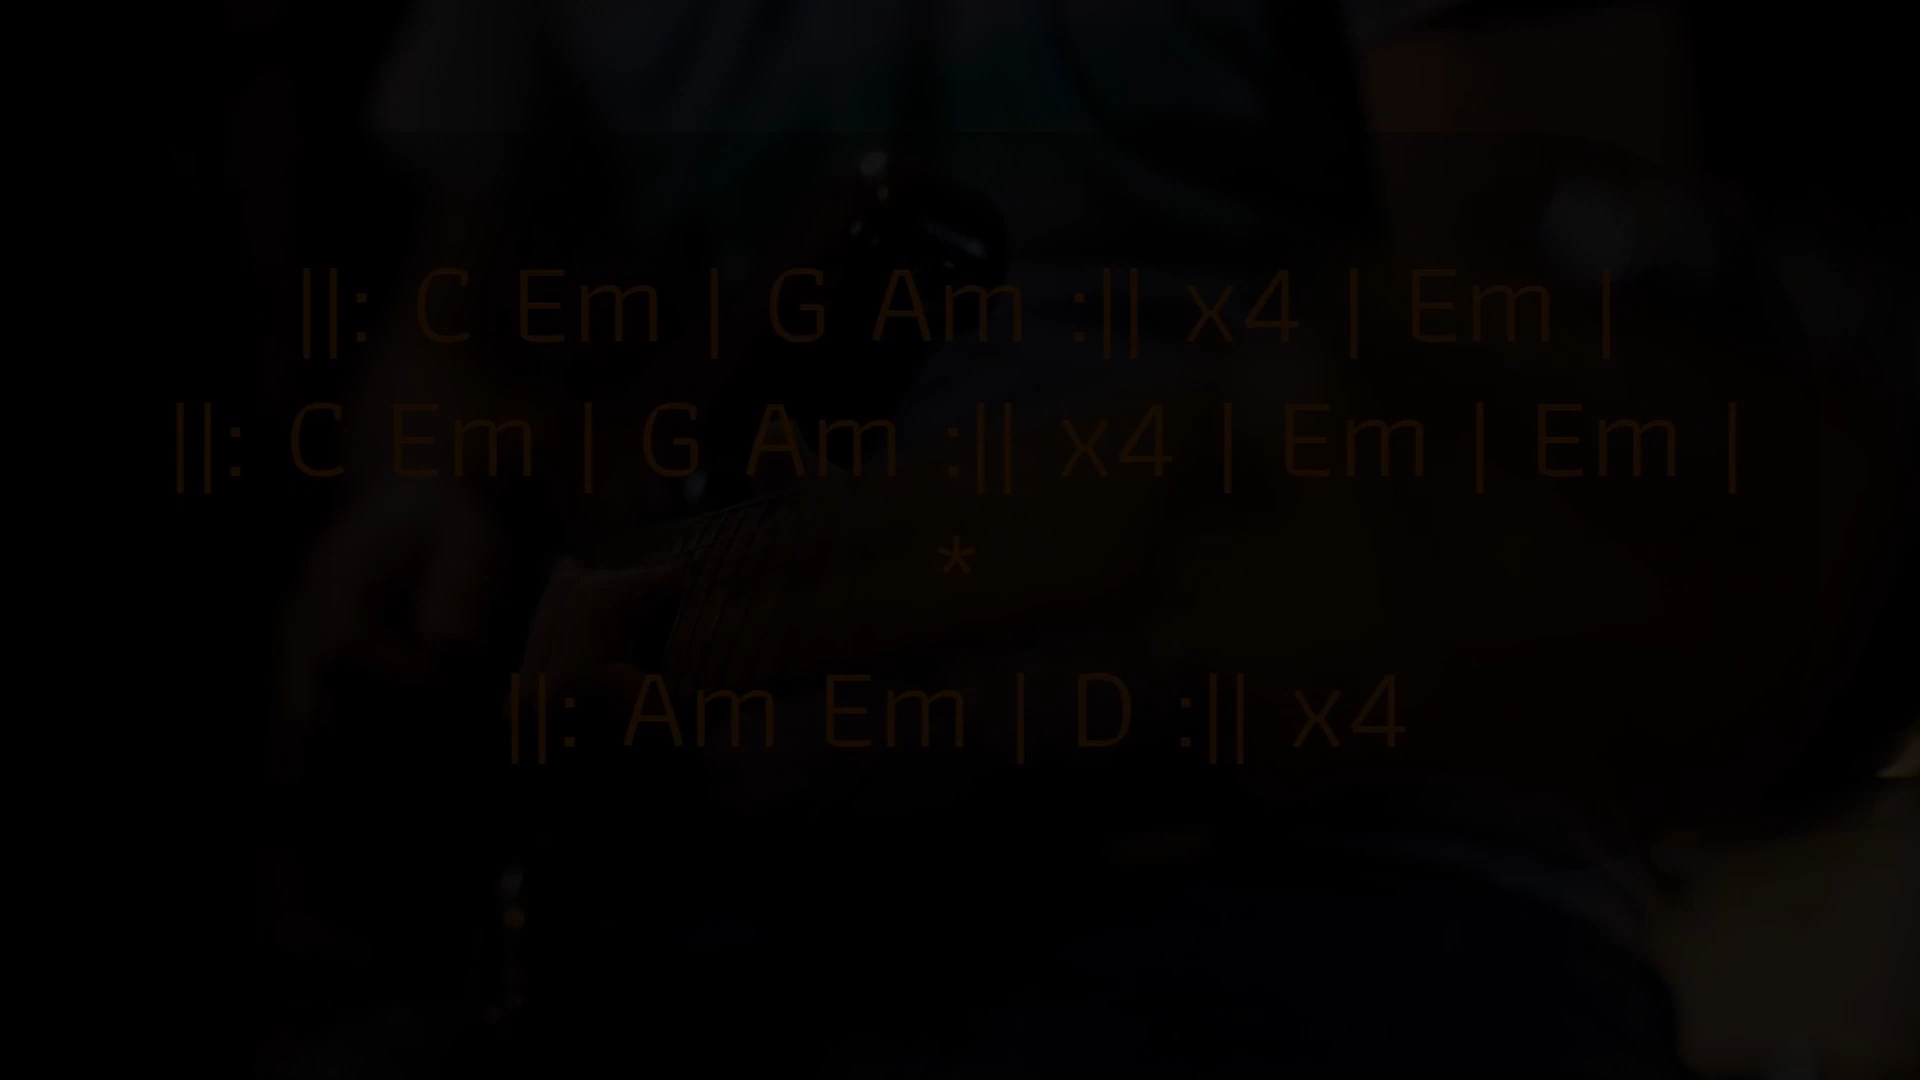 ||: C Em | G Am :|| x4 | Em |
||: C Em | G Am :|| x4 | Em | Em |
*
||: Am Em | D :|| x4